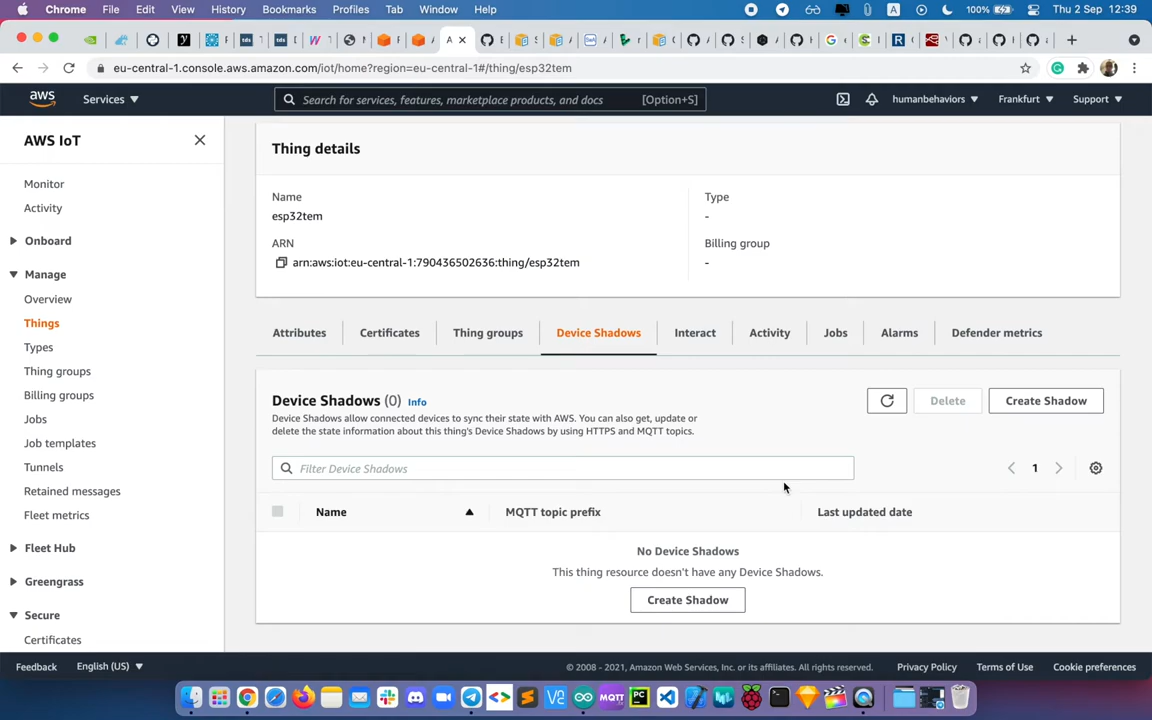 Chrome File Edit View History Bookmarks Profiles Tab Window Help 100% Thu 2 Sep 12:39
eu-central-1.console.aws.amazon.com/iot/home?region=eu-central-1#/thing/esp32tem
aws Services Search for services, features, marketplace products, and docs [Option+S] humanbehaviors Frankfurt Support
AWS IoT
Monitor
Activity
Onboard
Manage
Overview
Things
Types
Thing groups
Billing groups
Jobs
Job templates
Tunnels
Retained messages
Fleet metrics
Fleet Hub
Greengrass
Secure
Certificates
Thing details
Name
esp32tem
ARN
arn:aws:iot:eu-central-1:790436502636:thing/esp32tem
Type
-
Billing group
-
Attributes Certificates Thing groups Device Shadows Interact Activity Jobs Alarms Defender metrics
Device Shadows (0) Info
Device Shadows allow connected devices to sync their state with AWS. You can also get, update or
delete the state information about this thing's Device Shadows by using HTTPS and MQTT topics.
Delete Create Shadow
Filter Device Shadows
1
Name MQTT topic prefix Last updated date
No Device Shadows
This thing resource doesn't have any Device Shadows.
Create Shadow
Feedback English (US) © 2008 - 2021, Amazon Web Services, Inc. or its affiliates. All rights reserved. Privacy Policy Terms of Use Cookie preferences